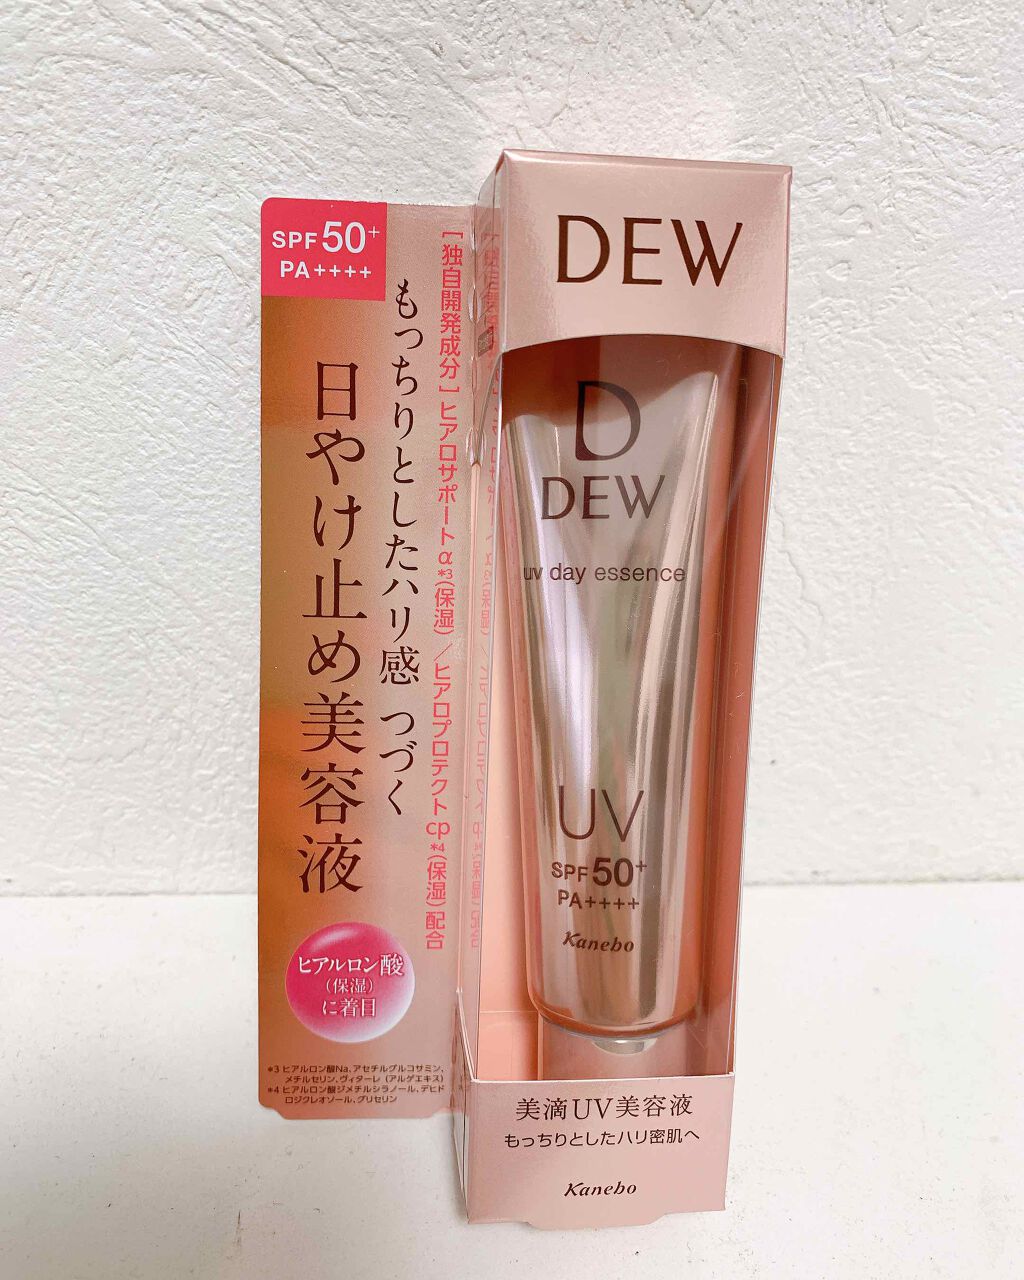 SPF50+
PA++++
[独自開発成分]ヒアロサポートα*3(保湿)/ヒアロプロテクトcp*4(保湿)配合
もっちりとしたハリ感 つづく
日やけ止め美容液
ヒアルロン酸
(保湿)
に着目
*3 ヒアルロン酸Na、アセチルグルコサミン、
メチルセリン、ヴィターレ(アルゲエキス)
*4 ヒアルロン酸ジメチルシラノール、デヒド
ロジクレオソール、グリセリン
DEW
D
DEW
uv day essence
UV
SPF50+
PA++++
Kanebo
美滴UV美容液
もっちりとしたハリ密肌へ
Kanebo